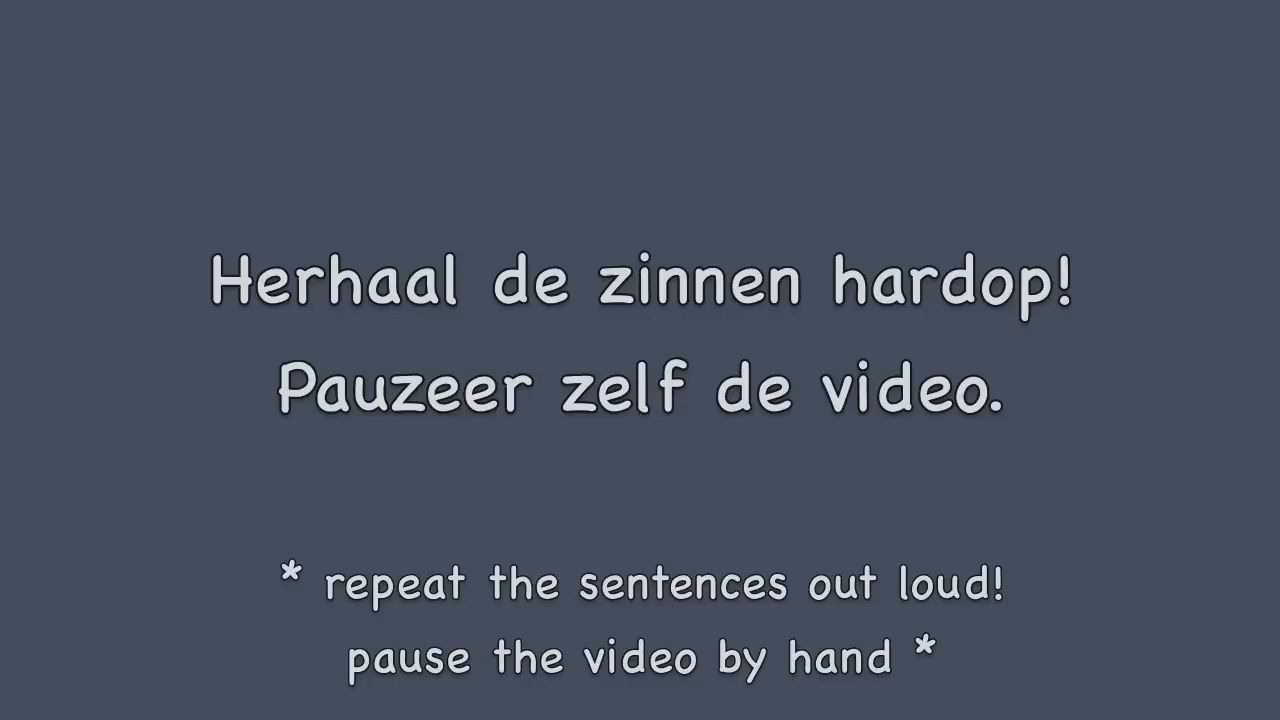 Herhaal de zinnen hardop!
Pauzeer zelf de video.
* repeat the sentences out loud!
pause the video by hand *